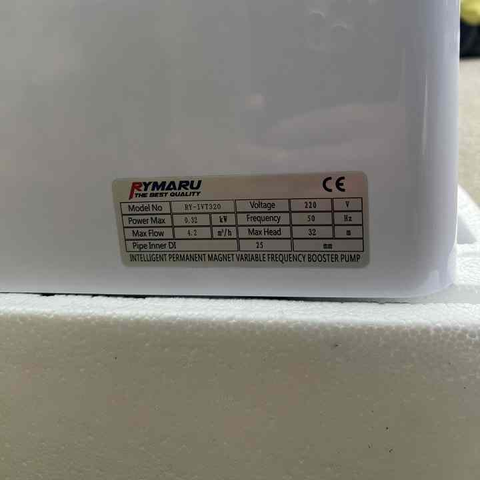 RYMARU
THE BEST QUALITY
CE
Model No RY-IVT320 Voltage 220 V
Power Max 0.32 kW Frequency 50 Hz
Max Flow 4.2 m³/h Max Head 32 m
Pipe Inner DI 25 mm
INTELLIGENT PERMANENT MAGNET VARIABLE FREQUENCY BOOSTER PUMP